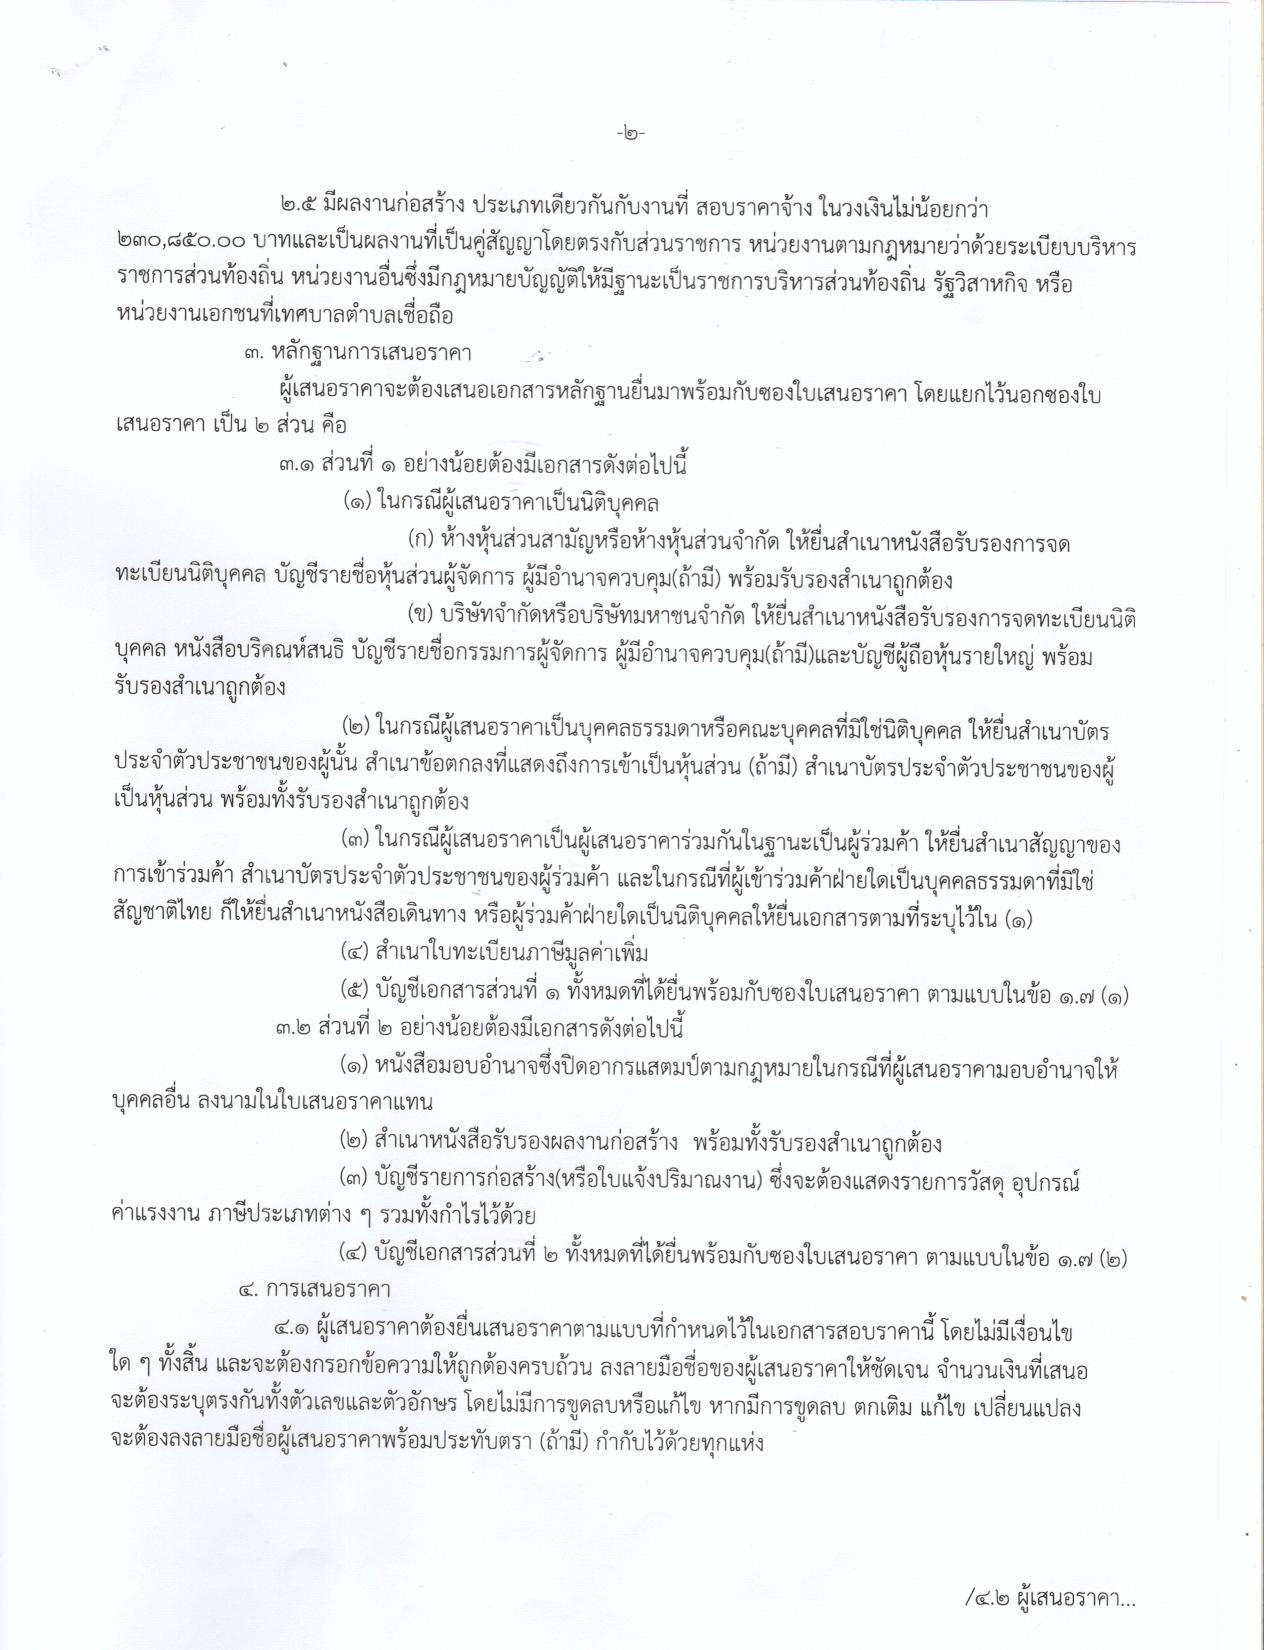 -๒-
๒.๕ มีผลงานก่อสร้าง ประเภทเดียวกันกับงานที่ สอบราคาจ้าง ในวงเงินไม่น้อยกว่า
๒๓๐,๘๕๐.๐๐ บาทและเป็นผลงานที่เป็นคู่สัญญาโดยตรงกับส่วนราชการ หน่วยงานตามกฎหมายว่าด้วยระเบียบบริหาร
ราชการส่วนท้องถิ่น หน่วยงานอื่นซึ่งมีกฎหมายบัญญัติให้มีฐานะเป็นราชการบริหารส่วนท้องถิ่น รัฐวิสาหกิจ หรือ
หน่วยงานเอกชนที่เทศบาลตำบลเชื่อถือ
๓. หลักฐานการเสนอราคา
ผู้เสนอราคาจะต้องเสนอเอกสารหลักฐานยื่นมาพร้อมกับซองใบเสนอราคา โดยแยกไว้นอกซองใบ
เสนอราคา เป็น ๒ ส่วน คือ
๓.๑ ส่วนที่ ๑ อย่างน้อยต้องมีเอกสารดังต่อไปนี้
(๑) ในกรณีผู้เสนอราคาเป็นนิติบุคคล
(ก) ห้างหุ้นส่วนสามัญหรือห้างหุ้นส่วนจำกัด ให้ยื่นสำเนาหนังสือรับรองการจด
ทะเบียนนิติบุคคล บัญชีรายชื่อหุ้นส่วนผู้จัดการ ผู้มีอำนาจควบคุม(ถ้ามี) พร้อมรับรองสำเนาถูกต้อง
(ข) บริษัทจำกัดหรือบริษัทมหาชนจำกัด ให้ยื่นสำเนาหนังสือรับรองการจดทะเบียนนิติ
บุคคล หนังสือบริคณห์สนธิ บัญชีรายชื่อกรรมการผู้จัดการ ผู้มีอำนาจควบคุม(ถ้ามี)และบัญชีผู้ถือหุ้นรายใหญ่ พร้อม
รับรองสำเนาถูกต้อง
(๒) ในกรณีผู้เสนอราคาเป็นบุคคลธรรมดาหรือคณะบุคคลที่มิใช่นิติบุคคล ให้ยื่นสำเนาบัตร
ประจำตัวประชาชนของผู้นั้น สำเนาข้อตกลงที่แสดงถึงการเข้าเป็นหุ้นส่วน (ถ้ามี) สำเนาบัตรประจำตัวประชาชนของผู้
เป็นหุ้นส่วน พร้อมทั้งรับรองสำเนาถูกต้อง
(๓) ในกรณีผู้เสนอราคาเป็นผู้เสนอราคาร่วมกันในฐานะเป็นผู้ร่วมค้า ให้ยื่นสำเนาสัญญาของ
การเข้าร่วมค้า สำเนาบัตรประจำตัวประชาชนของผู้ร่วมค้า และในกรณีที่ผู้เข้าร่วมค้าฝ่ายใดเป็นบุคคลธรรมดาที่มิใช่
สัญชาติไทย ก็ให้ยื่นสำเนาหนังสือเดินทาง หรือผู้ร่วมค้าฝ่ายใดเป็นนิติบุคคลให้ยื่นเอกสารตามที่ระบุไว้ใน (๑)
(๔) สำเนาใบทะเบียนภาษีมูลค่าเพิ่ม
(๕) บัญชีเอกสารส่วนที่ ๑ ทั้งหมดที่ได้ยื่นพร้อมกับซองใบเสนอราคา ตามแบบในข้อ ๑.๗ (๑)
๓.๒ ส่วนที่ ๒ อย่างน้อยต้องมีเอกสารดังต่อไปนี้
(๑) หนังสือมอบอำนาจซึ่งปิดอากรแสตมป์ตามกฎหมายในกรณีที่ผู้เสนอราคามอบอำนาจให้
บุคคลอื่น ลงนามในใบเสนอราคาแทน
(๒) สำเนาหนังสือรับรองผลงานก่อสร้าง พร้อมทั้งรับรองสำเนาถูกต้อง
(๓) บัญชีรายการก่อสร้าง(หรือใบแจ้งปริมาณงาน) ซึ่งจะต้องแสดงรายการวัสดุ อุปกรณ์
ค่าแรงงาน ภาษีประเภทต่าง ๆ รวมทั้งกำไรไว้ด้วย
(๔) บัญชีเอกสารส่วนที่ ๒ ทั้งหมดที่ได้ยื่นพร้อมกับซองใบเสนอราคา ตามแบบในข้อ ๑.๗ (๒)
๔. การเสนอราคา
๔.๑ ผู้เสนอราคาต้องยื่นเสนอราคาตามแบบที่กำหนดไว้ในเอกสารสอบราคานี้ โดยไม่มีเงื่อนไข
ใด ๆ ทั้งสิ้น และจะต้องกรอกข้อความให้ถูกต้องครบถ้วน ลงลายมือชื่อของผู้เสนอราคาให้ชัดเจน จำนวนเงินที่เสนอ
จะต้องระบุตรงกันทั้งตัวเลขและตัวอักษร โดยไม่มีการขูดลบหรือแก้ไข หากมีการขูดลบ ตกเติม แก้ไข เปลี่ยนแปลง
จะต้องลงลายมือชื่อผู้เสนอราคาพร้อมประทับตรา (ถ้ามี) กำกับไว้ด้วยทุกแห่ง
/๔.๒ ผู้เสนอราคา...